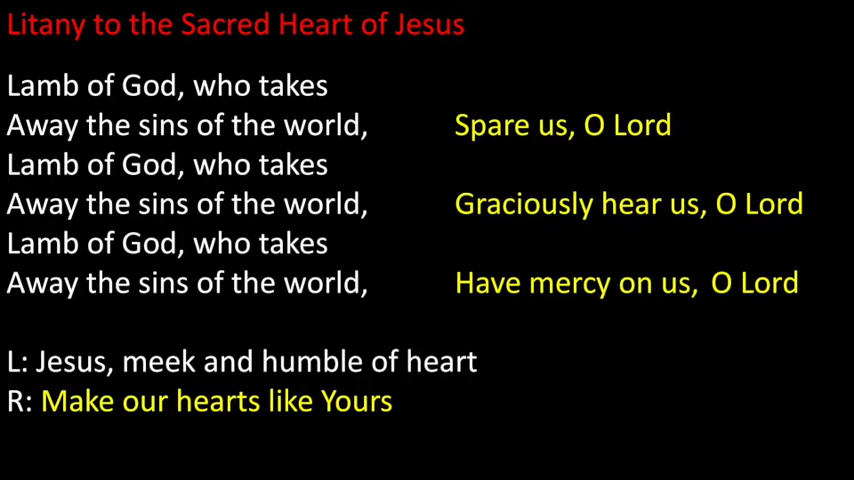 Litany to the Sacred Heart of Jesus
Lamb of God, who takes
Away the sins of the world, Spare us, O Lord
Lamb of God, who takes
Away the sins of the world, Graciously hear us, O Lord
Lamb of God, who takes
Away the sins of the world, Have mercy on us, O Lord
L: Jesus, meek and humble of heart
R: Make our hearts like Yours